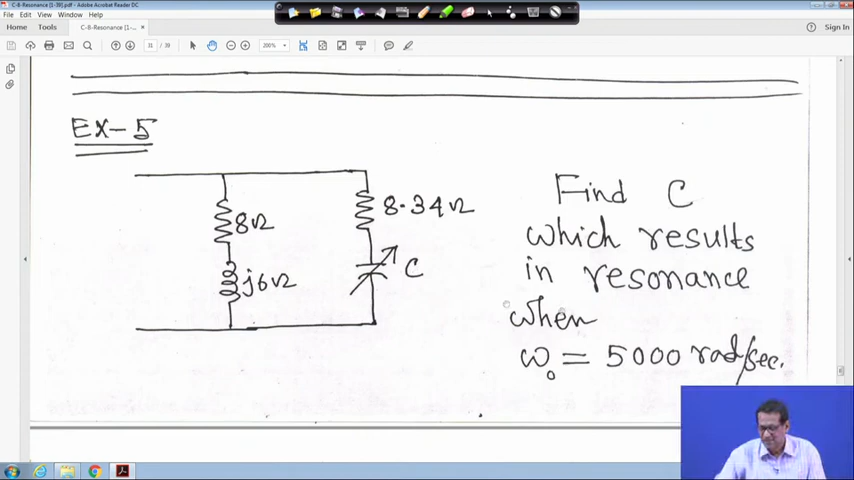 C-8-Resonance [1-39].pdf - Adobe Acrobat Reader DC
File Edit View Window Help
Home Tools C-8-Resonance [1-... × Sign In
31 / 39 200%
EX-5
8Ω
j6Ω
8.34Ω
C
Find C
which results
in resonance
when
ω₀ = 5000 rad/sec.